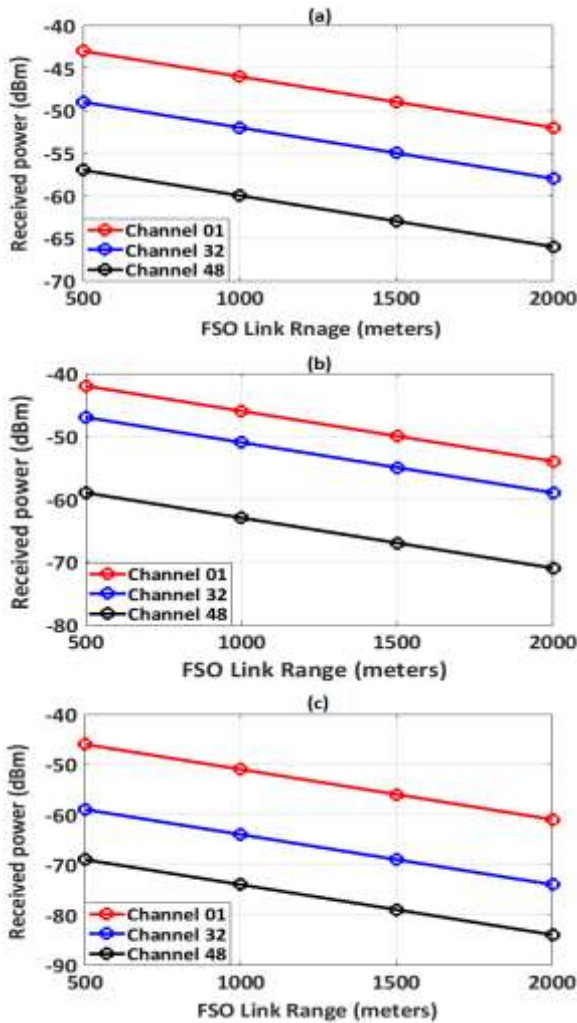 (a)
-40
-45
-50
-55
-60
-65
-70
Received power (dBm)
Channel 01
Channel 32
Channel 48
500 1000 1500 2000
FSO Link Rnage (meters)
(b)
-40
-50
-60
-70
-80
Received power (dBm)
Channel 01
Channel 32
Channel 48
500 1000 1500 2000
FSO Link Range (meters)
(c)
-40
-50
-60
-70
-80
-90
Received power (dBm)
Channel 01
Channel 32
Channel 48
500 1000 1500 2000
FSO Link Range (meters)